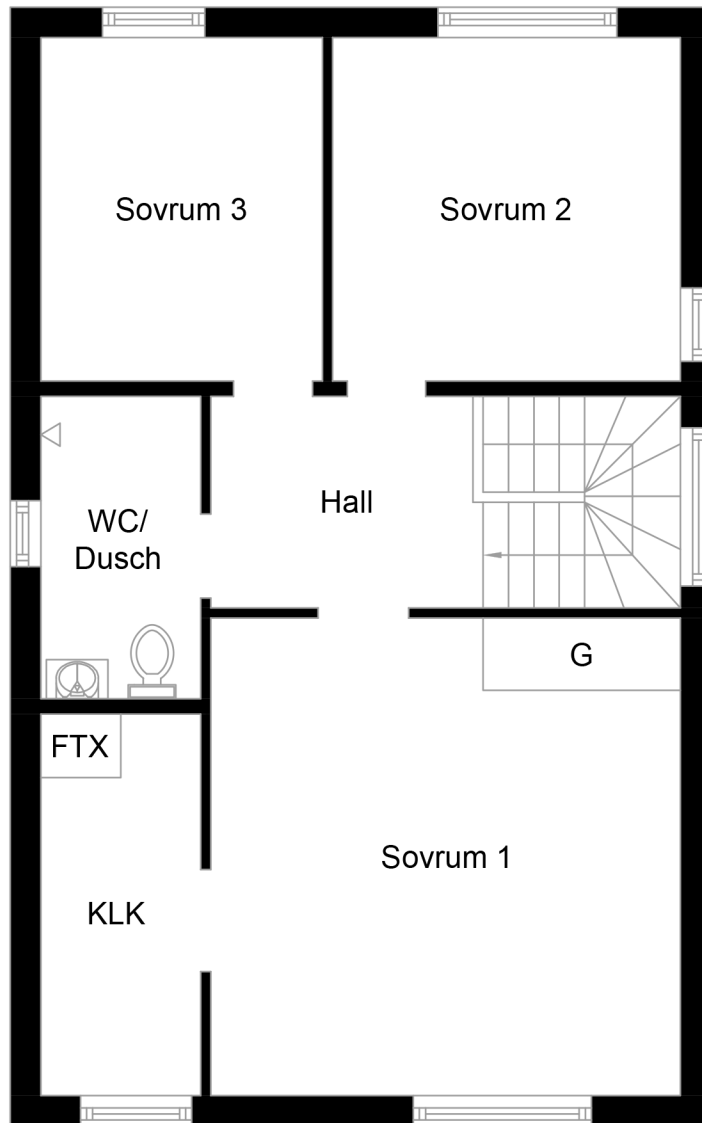 Sovrum 3
Sovrum 2
Hall
WC/
Dusch
G
FTX
Sovrum 1
KLK